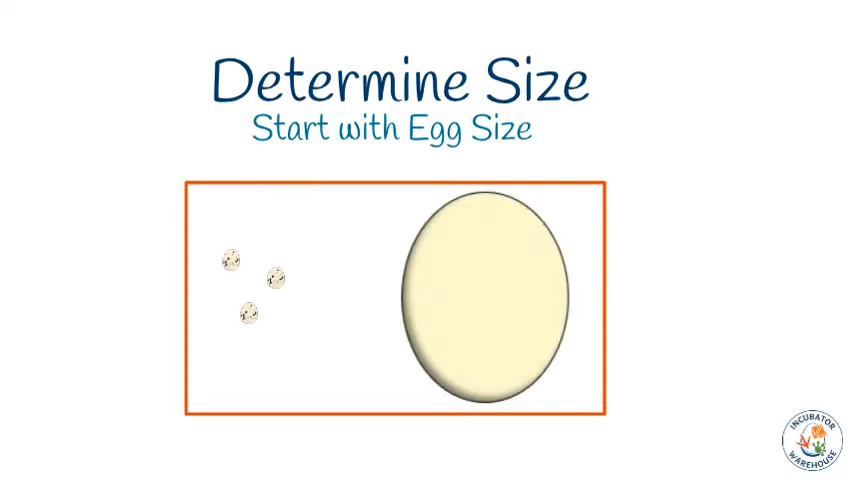 Determine Size
Start with Egg Size
INCUBATOR
WAREHOUSE